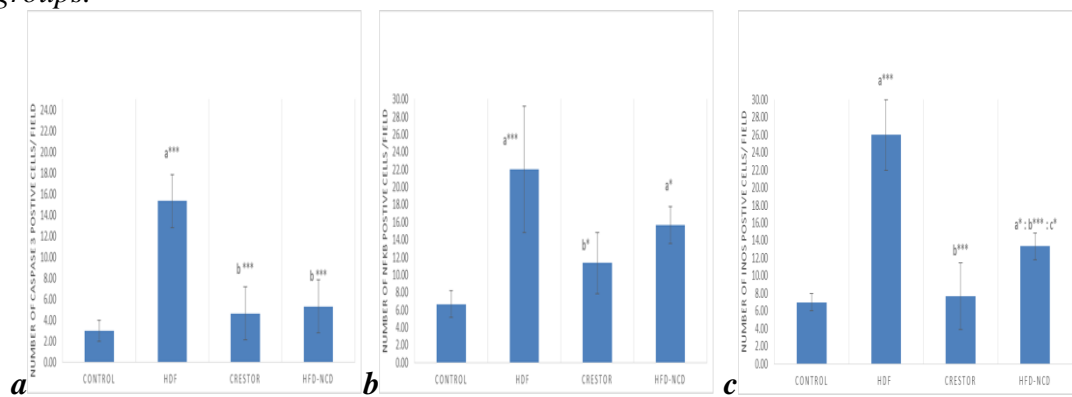 groups.
a
NUMBER OF CASPASE 3 POSTIVE CELLS/ FIELD
24.00
22.00
20.00
18.00
16.00
14.00
12.00
10.00
8.00
6.00
4.00
2.00
0.00
a***
b ***
b ***
CONTROL HDF CRESTOR HFD-NCD
b
NUMBER OF NFKB POSTIVE CELLS /FIELD
30.00
28.00
26.00
24.00
22.00
20.00
18.00
16.00
14.00
12.00
10.00
8.00
6.00
4.00
2.00
0.00
a***
b*
a*
CONTROL HDF CRESTOR HFD-NCD
c
NUMBER OF INOS POSTIVE CELLS/FIELD
30.00
28.00
26.00
24.00
22.00
20.00
18.00
16.00
14.00
12.00
10.00
8.00
6.00
4.00
2.00
0.00
a***
b***
a* ; b*** ; c*
CONTROL HDF CRESTOR HFD-NCD